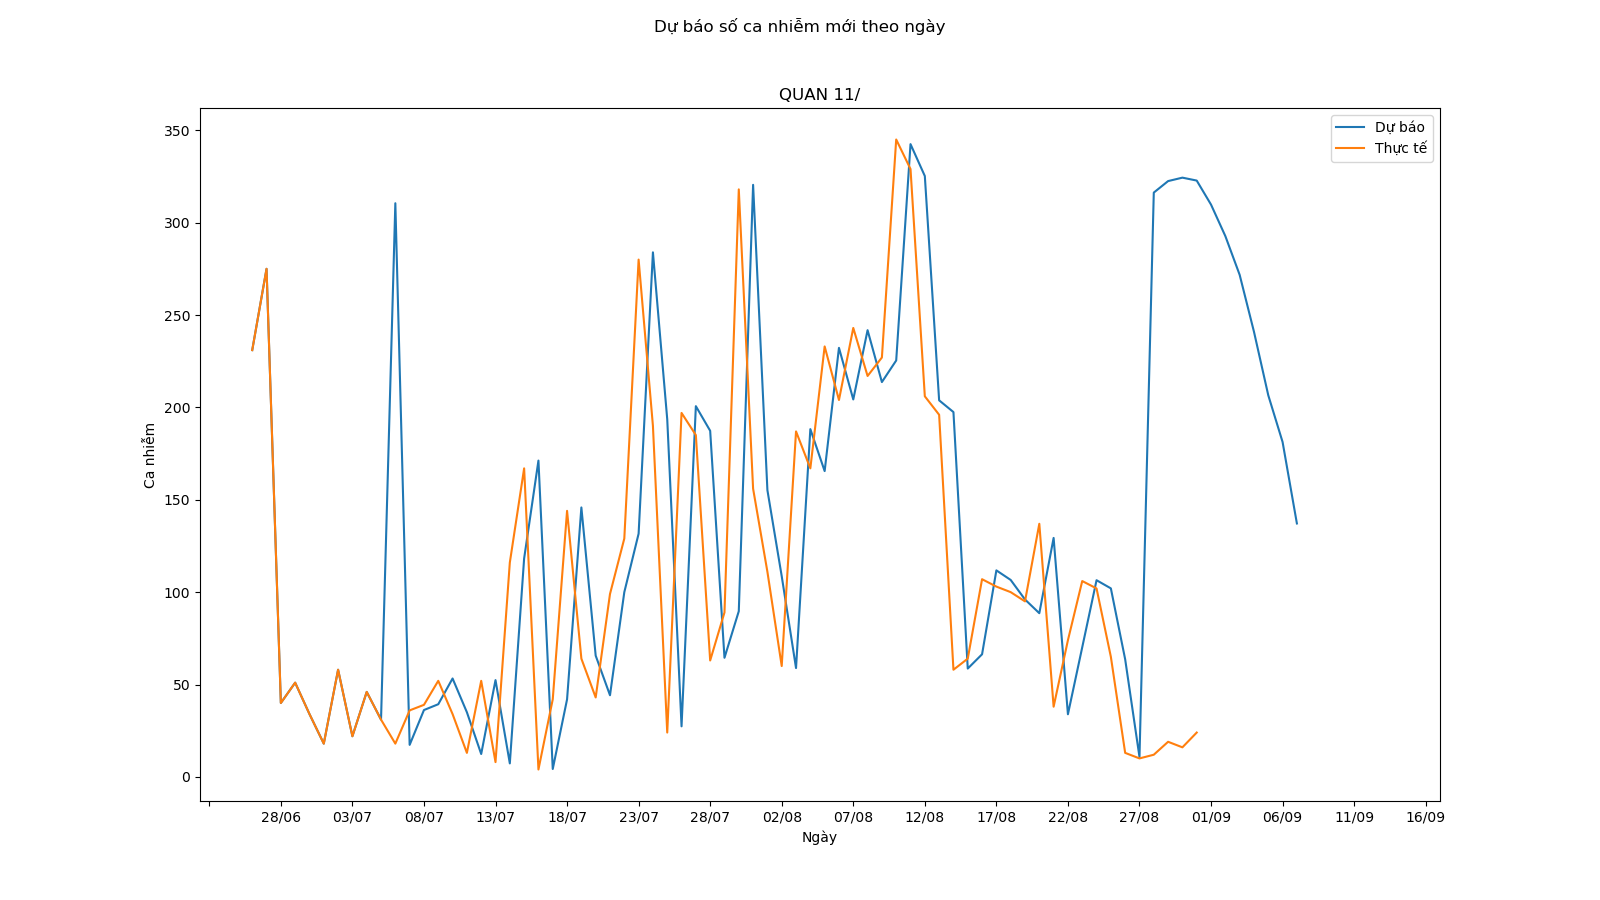 Dự báo số ca nhiễm mới theo ngày
QUAN 11/
Dự báo
Thực tế
350
300
250
200
150
100
50
0
Ca nhiễm
28/06 03/07 08/07 13/07 18/07 23/07 28/07 02/08 07/08 12/08 17/08 22/08 27/08 01/09 06/09 11/09 16/09
Ngày